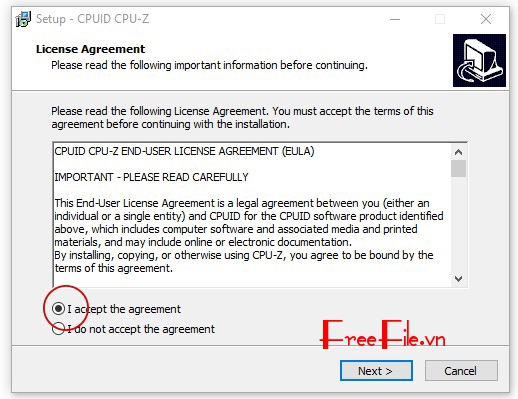 Setup - CPUID CPU-Z
License Agreement
Please read the following important information before continuing.
Please read the following License Agreement. You must accept the terms of this
agreement before continuing with the installation.
CPUID CPU-Z END-USER LICENSE AGREEMENT (EULA)
IMPORTANT - PLEASE READ CAREFULLY
This End-User License Agreement is a legal agreement between you (either an
individual or a single entity) and CPUID for the CPUID software product identified
above, which includes computer software and associated media and printed
materials, and may include online or electronic documentation.
By installing, copying, or otherwise using CPU-Z, you agree to be bound by the
terms of this agreement.
I accept the agreement
I do not accept the agreement
FreeFile.vn
Next >
Cancel